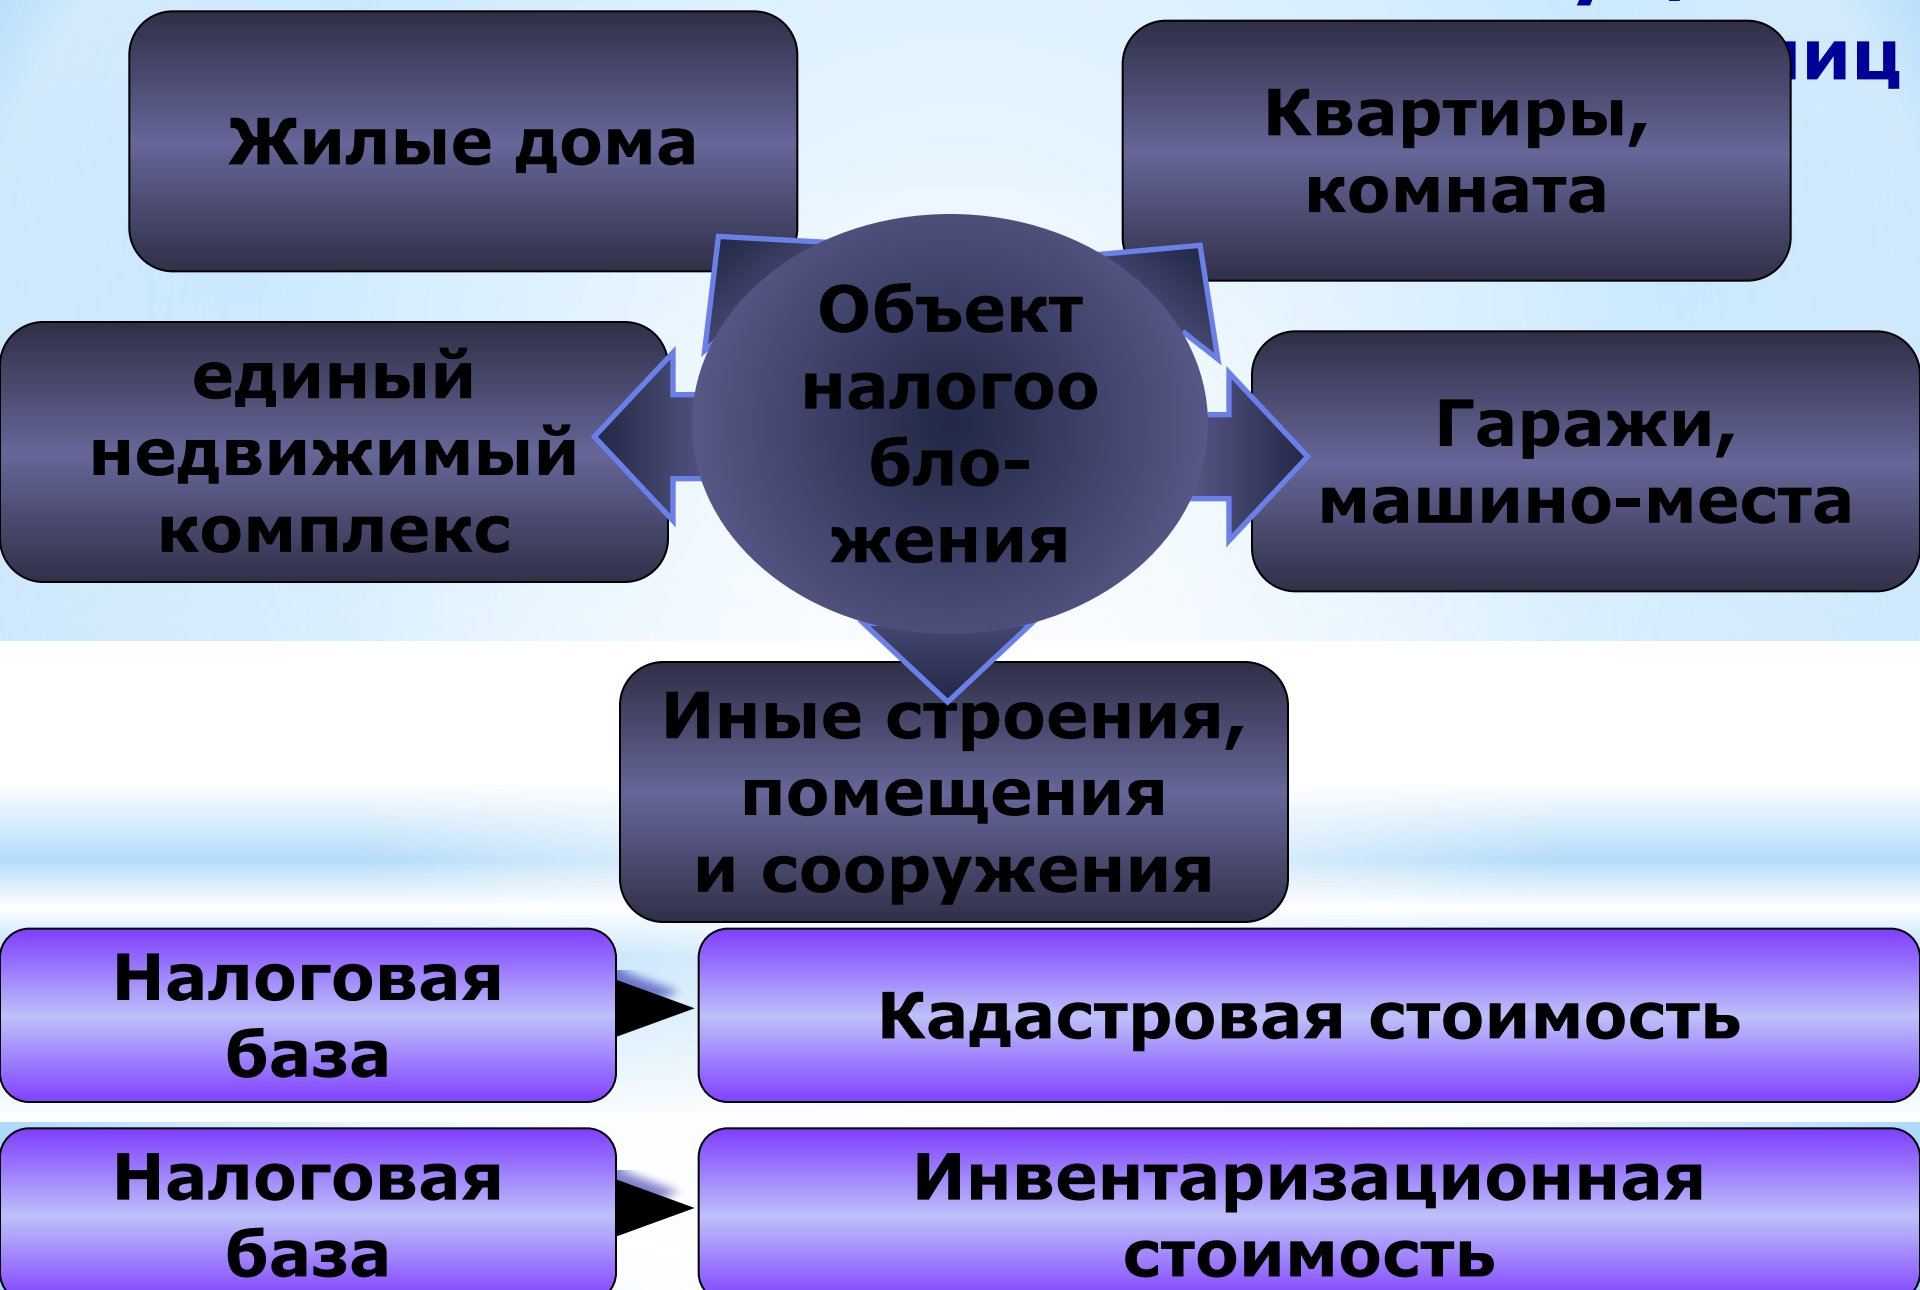 Жилые дома
Квартиры,
комната
Объект
налогоо
бло-
жения
единый
недвижимый
комплекс
Гаражи,
машино-места
Иные строения,
помещения
и сооружения
Налоговая
база
Кадастровая стоимость
Налоговая
база
Инвентаризационная
стоимость